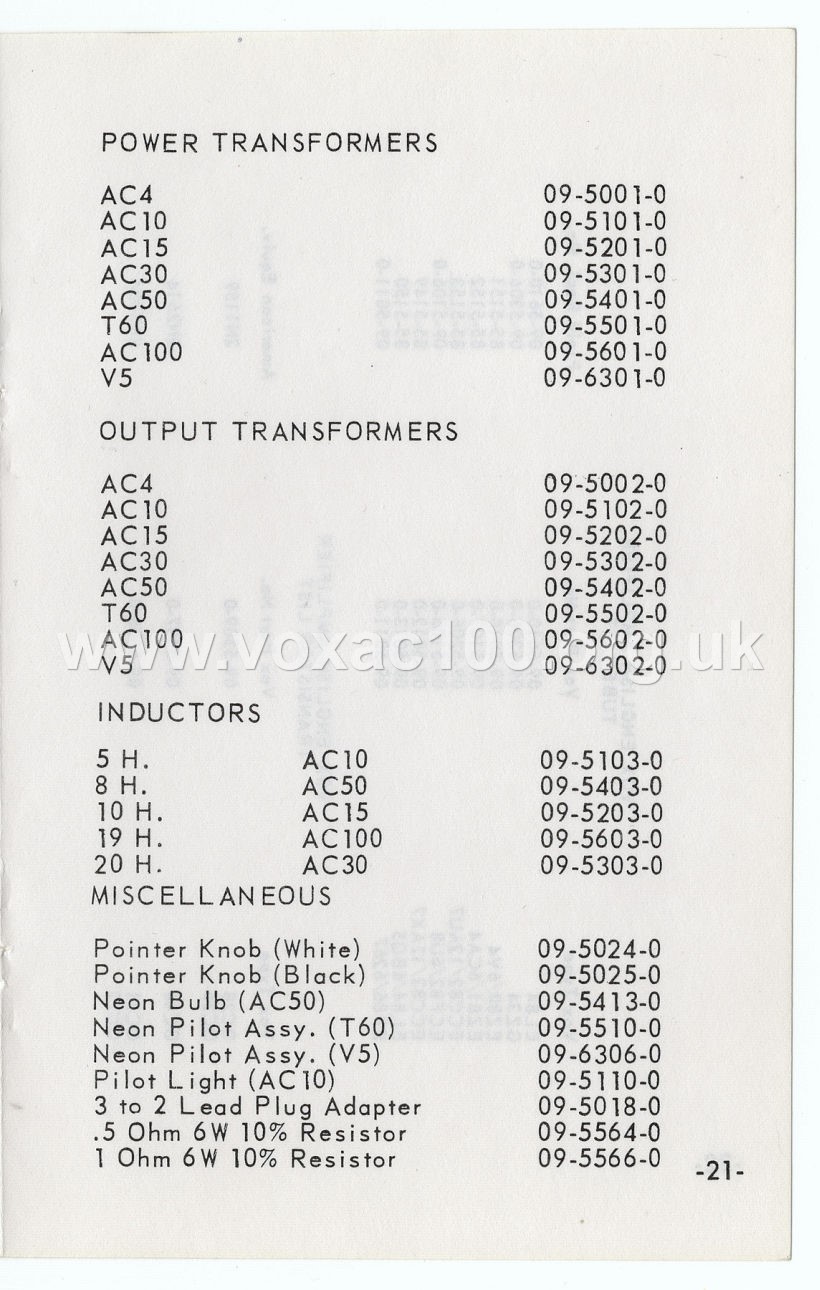 POWER TRANSFORMERS
AC4 09-5001-0
AC10 09-5101-0
AC15 09-5201-0
AC30 09-5301-0
AC50 09-5401-0
T60 09-5501-0
AC100 09-5601-0
V5 09-6301-0
OUTPUT TRANSFORMERS
AC4 09-5002-0
AC10 09-5102-0
AC15 09-5202-0
AC30 09-5302-0
AC50 09-5402-0
T60 09-5502-0
AC100 09-5602-0
www.voxac100.org.uk
V5 09-6302-0
INDUCTORS
5 H. AC10 09-5103-0
8 H. AC50 09-5403-0
10 H. AC15 09-5203-0
19 H. AC100 09-5603-0
20 H. AC30 09-5303-0
MISCELLANEOUS
Pointer Knob (White) 09-5024-0
Pointer Knob (Black) 09-5025-0
Neon Bulb (AC50) 09-5413-0
Neon Pilot Assy. (T60) 09-5510-0
Neon Pilot Assy. (V5) 09-6306-0
Pilot Light (AC10) 09-5110-0
3 to 2 Lead Plug Adapter 09-5018-0
.5 Ohm 6W 10% Resistor 09-5564-0
1 Ohm 6W 10% Resistor 09-5566-0
-21-